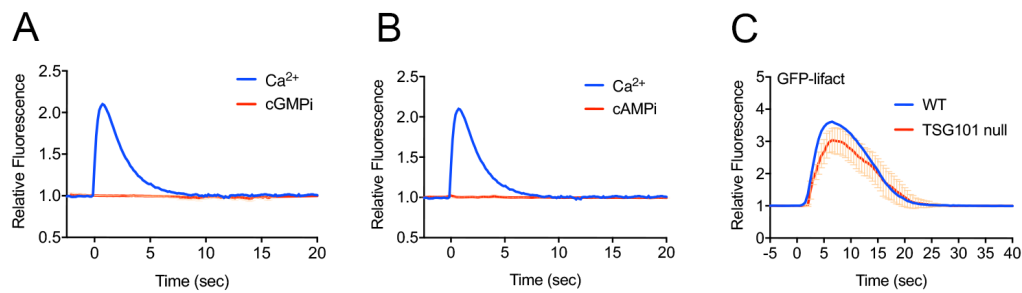 A
Relative Fluorescence
2.5
2.0
1.5
1.0
0.5
0
5
10
15
20
Time (sec)
Ca²⁺
cGMPi
B
Relative Fluorescence
2.5
2.0
1.5
1.0
0.5
0
5
10
15
20
Time (sec)
Ca²⁺
cAMPi
C
GFP-lifact
Relative Fluorescence
5
4
3
2
1
0
-5
0
5
10
15
20
25
30
35
40
Time (sec)
WT
TSG101 null